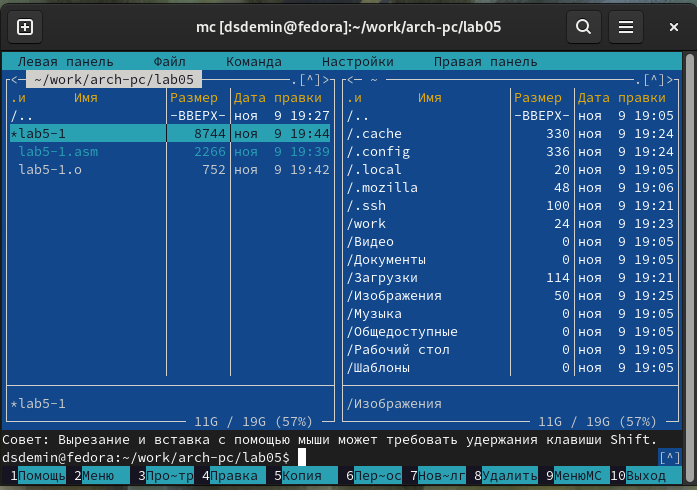 mc [dsdemin@fedora]:~/work/arch-pc/lab05
Левая панель Файл Команда Настройки Правая панель
<─ ~/work/arch-pc/lab05 .[^]> <─ ~ .[^]>
.и Имя Размер Дата правки .и Имя Размер Дата правки
/.. -ВВЕРХ- ноя 9 19:27 /.. -ВВЕРХ- ноя 9 19:05
*lab5-1 8744 ноя 9 19:44 /.cache 330 ноя 9 19:24
lab5-1.asm 2266 ноя 9 19:39 /.config 336 ноя 9 19:24
lab5-1.o 752 ноя 9 19:42 /.local 20 ноя 9 19:05
/.mozilla 48 ноя 9 19:06
/.ssh 100 ноя 9 19:21
/work 24 ноя 9 19:23
/Видео 0 ноя 9 19:05
/Документы 0 ноя 9 19:05
/Загрузки 114 ноя 9 19:21
/Изображения 50 ноя 9 19:25
/Музыка 0 ноя 9 19:05
/Общедоступные 0 ноя 9 19:05
/Рабочий стол 0 ноя 9 19:05
/Шаблоны 0 ноя 9 19:05
*lab5-1 /Изображения
11G / 19G (57%) 11G / 19G (57%)
Совет: Вырезание и вставка с помощью мыши может требовать удержания клавиши Shift.
dsdemin@fedora:~/work/arch-pc/lab05$ [^]
1Помощь 2Меню 3Про~тр 4Правка 5Копия 6Пер~ос 7Нов~лг 8Удалить 9МенюМС 10Выход